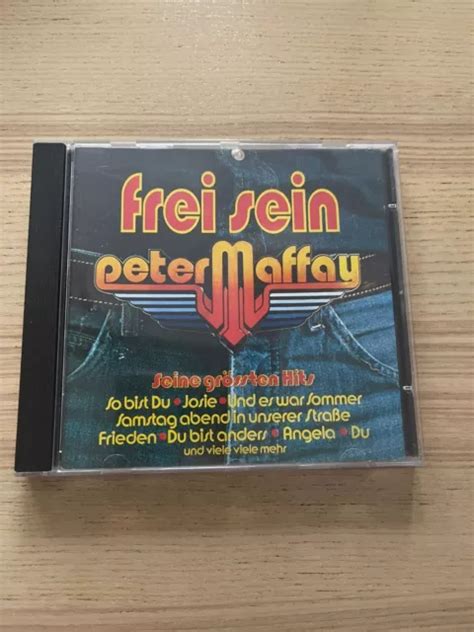 frei sein
peter Maffay
Seine grössten Hits
So bist Du • Josie • Und es war Sommer
Samstag abend in unserer Straße
Frieden • Du bist anders • Angela • Du
und viele viele mehr